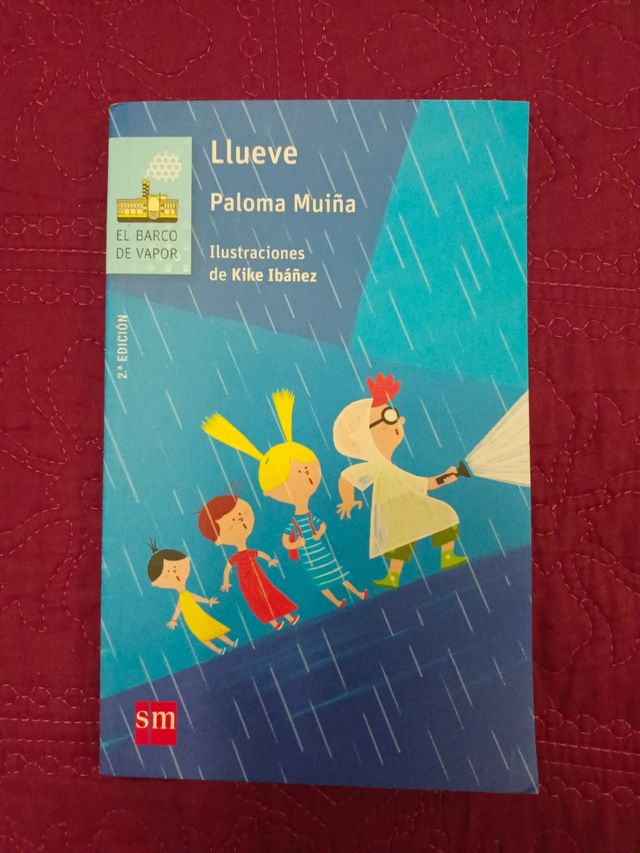 Llueve
Paloma Muiña
Ilustraciones
de Kike Ibáñez
EL BARCO
DE VAPOR
2.ª EDICIÓN
sm